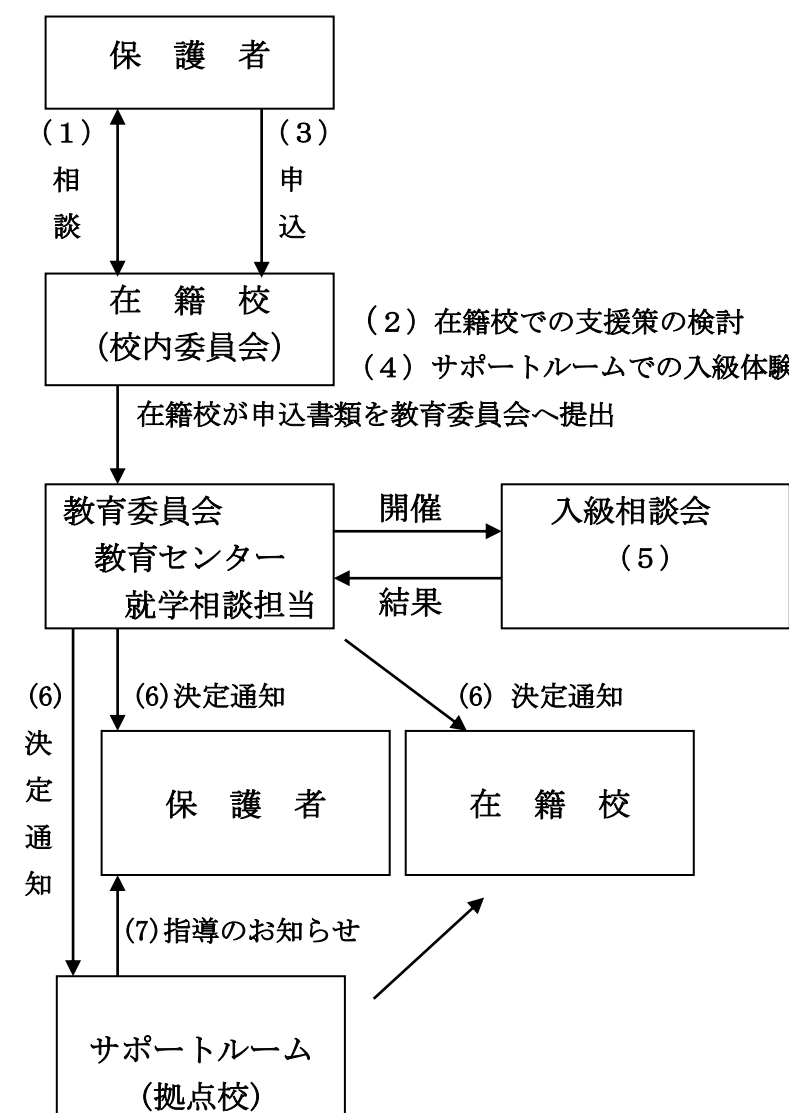 保　護　者
（１）
相
談
（３）
申
込
在　籍　校
（校内委員会）
（２）在籍校での支援策の検討
（４）サポートルームでの入級体験
在籍校が申込書類を教育委員会へ提出
教育委員会
教育センター
就学相談担当
開催
結果
入級相談会
（５）
(6)
決
定
通
知
(6)決定通知
(6) 決定通知
保　護　者
在　籍　校
(7)指導のお知らせ
サポートルーム
（拠点校）